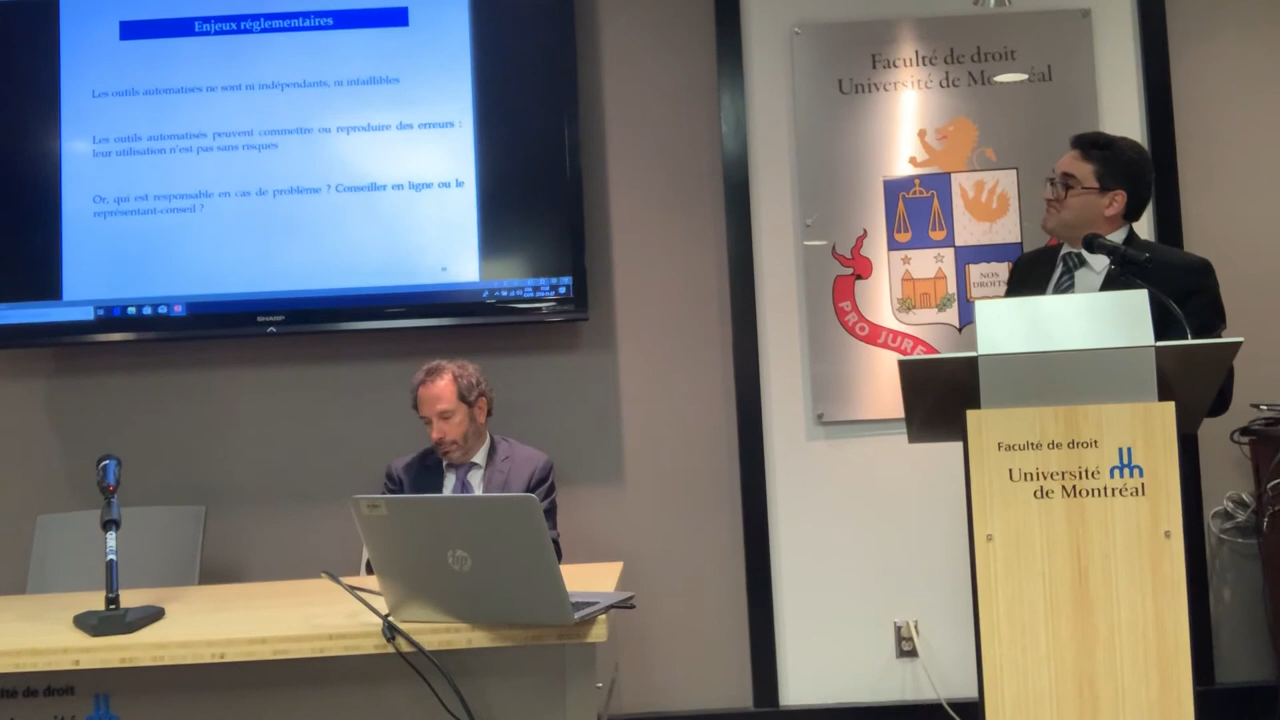 Enjeux réglementaires
Les outils automatisés ne sont ni indépendants, ni infaillibles
Les outils automatisés peuvent commettre ou reproduire des erreurs :
leur utilisation n'est pas sans risques
Or, qui est responsable en cas de problème ? Conseiller en ligne ou le
représentant-conseil ?
SHARP
Faculté de droit
Université de Montréal
NOS
DROITS
PRO JURE
hp
Faculté de droit
Université
de Montréal
ité de droit